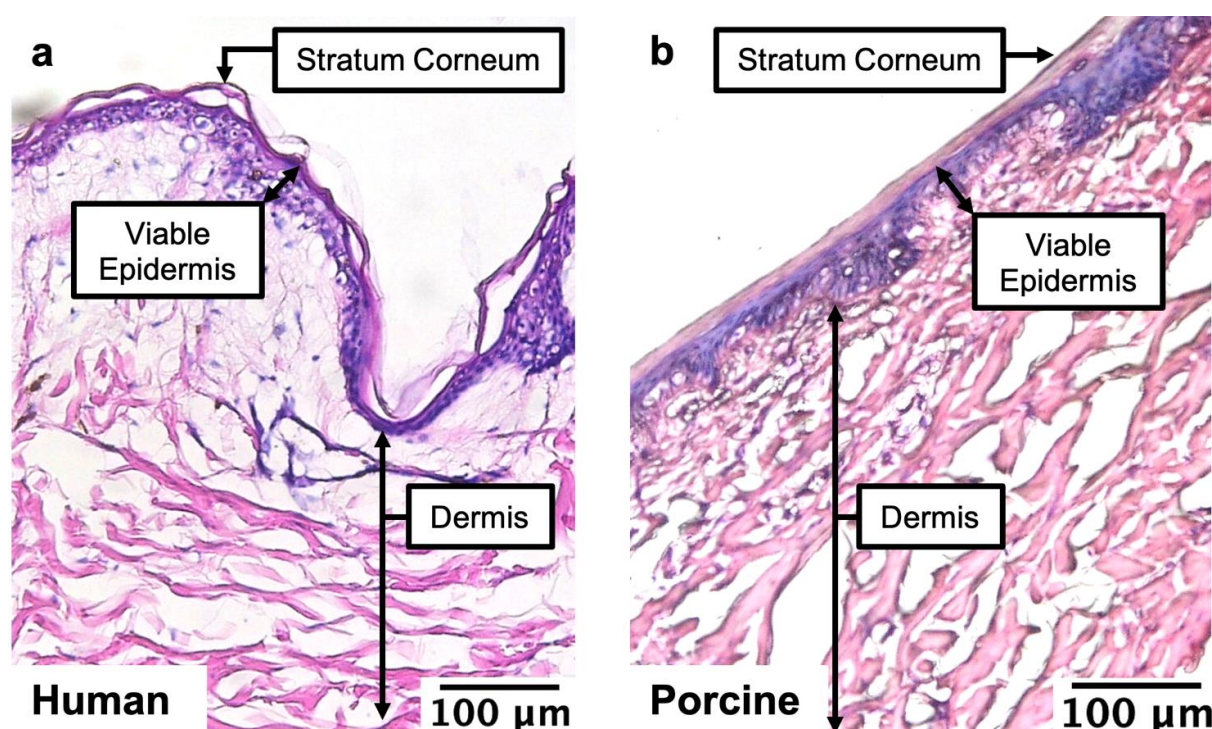 a
Stratum Corneum
Viable
Epidermis
Dermis
Human
100 µm
b
Stratum Corneum
Viable
Epidermis
Dermis
Porcine
100 µm